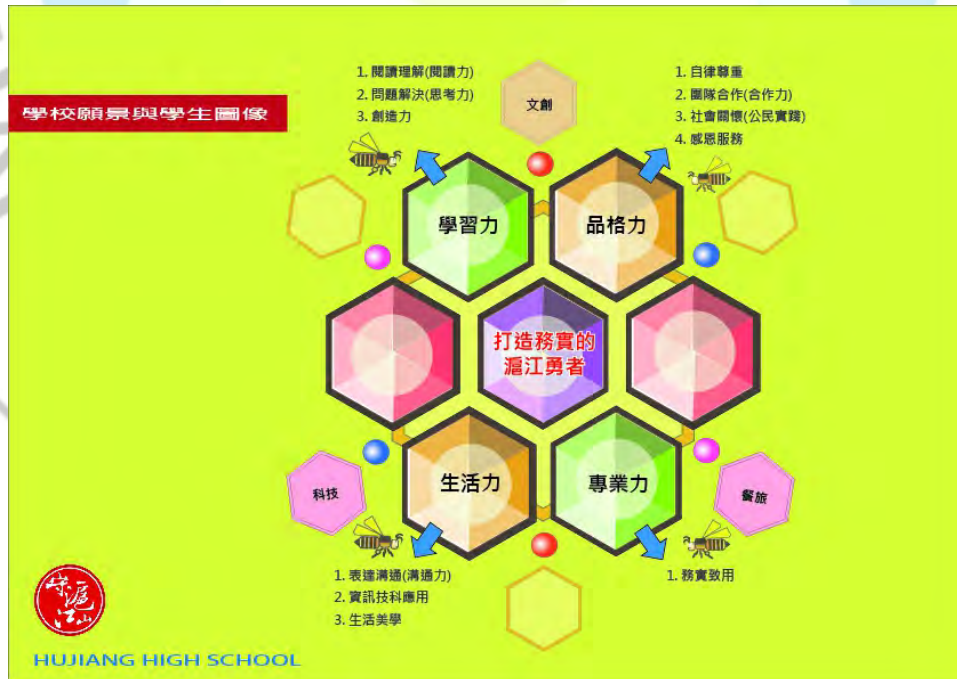 學校願景與學生圖像
1. 閱讀理解(閱讀力)
2. 問題解決(思考力)
3. 創造力
文創
1. 自律尊重
2. 團隊合作(合作力)
3. 社會關懷(公民實踐)
4. 感恩服務
學習力
品格力
打造務實的
滬江勇者
生活力
專業力
科技
餐旅
1. 表達溝通(溝通力)
2. 資訊技科應用
3. 生活美學
1. 務實致用
滬江
HUJIANG HIGH SCHOOL